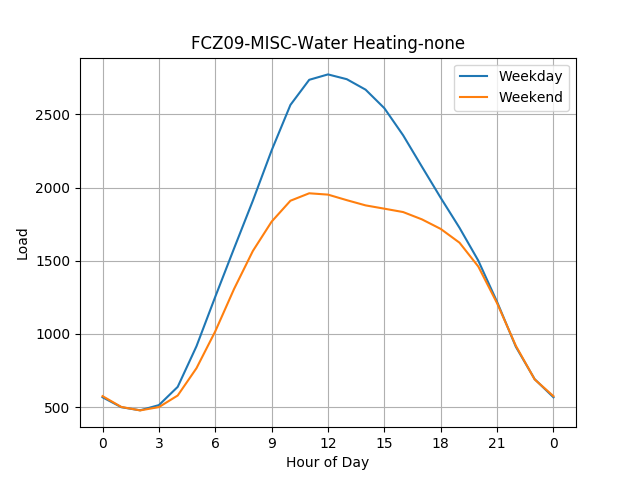 FCZ09-MISC-Water Heating-none
Weekday
Weekend
2500
2000
1500
1000
500
Load
0 3 6 9 12 15 18 21 0
Hour of Day